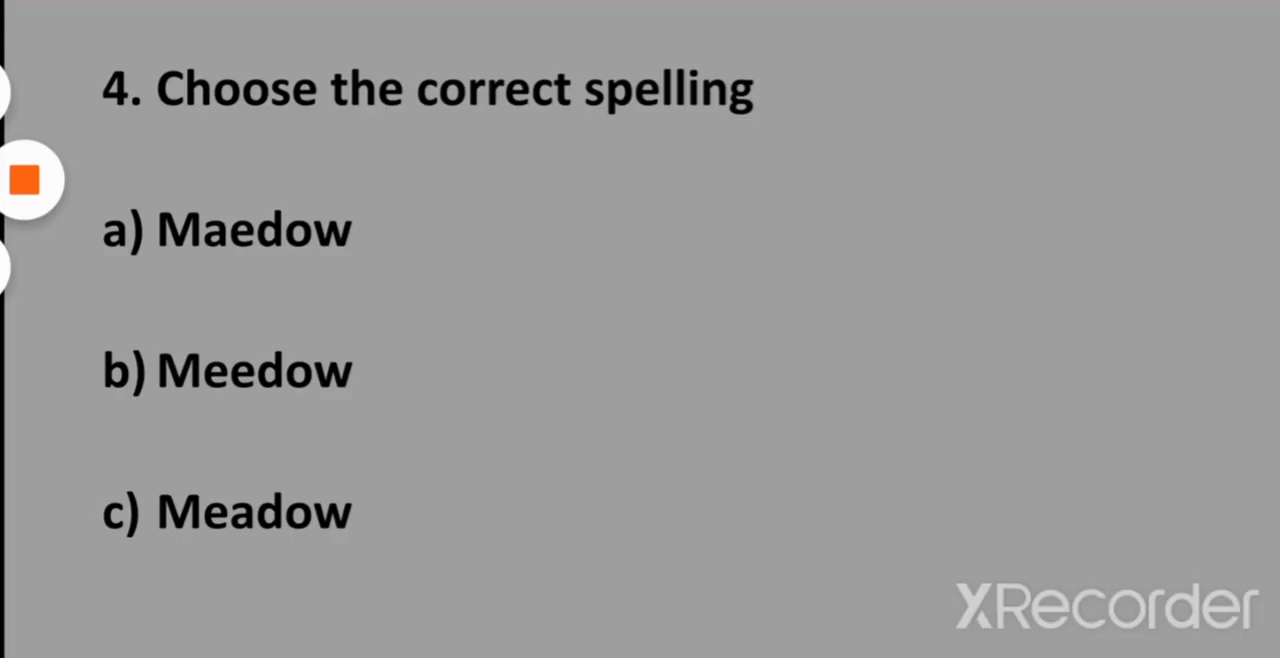 4. Choose the correct spelling
a) Maedow
b) Meedow
c) Meadow
XRecorder